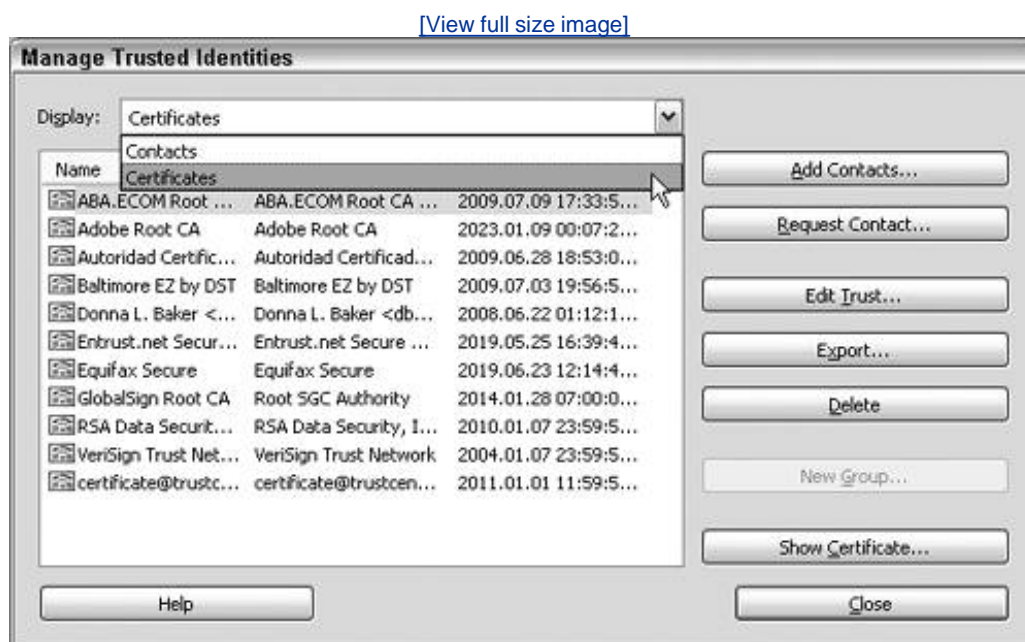 [View full size image]
Manage Trusted Identities
Display: Certificates
Contacts
Certificates
Name
ABA.ECOM Root ... ABA.ECOM Root CA ... 2009.07.09 17:33:5...
Adobe Root CA Adobe Root CA 2023.01.09 00:07:2...
Autoridad Certific... Autoridad Certificad... 2009.06.28 18:53:0...
Baltimore EZ by DST Baltimore EZ by DST 2009.07.03 19:56:5...
Donna L. Baker <... Donna L. Baker <db... 2008.06.22 01:12:1...
Entrust.net Secur... Entrust.net Secure ... 2019.05.25 16:39:4...
Equifax Secure Equifax Secure 2019.06.23 12:14:4...
GlobalSign Root CA Root SGC Authority 2014.01.28 07:00:0...
RSA Data Securit... RSA Data Security, I... 2010.01.07 23:59:5...
VeriSign Trust Net... VeriSign Trust Network 2004.01.07 23:59:5...
certificate@trustc... certificate@trustcen... 2011.01.01 11:59:5...
Add Contacts...
Request Contact...
Edit Trust...
Export...
Delete
New Group...
Show Certificate...
Help
Close